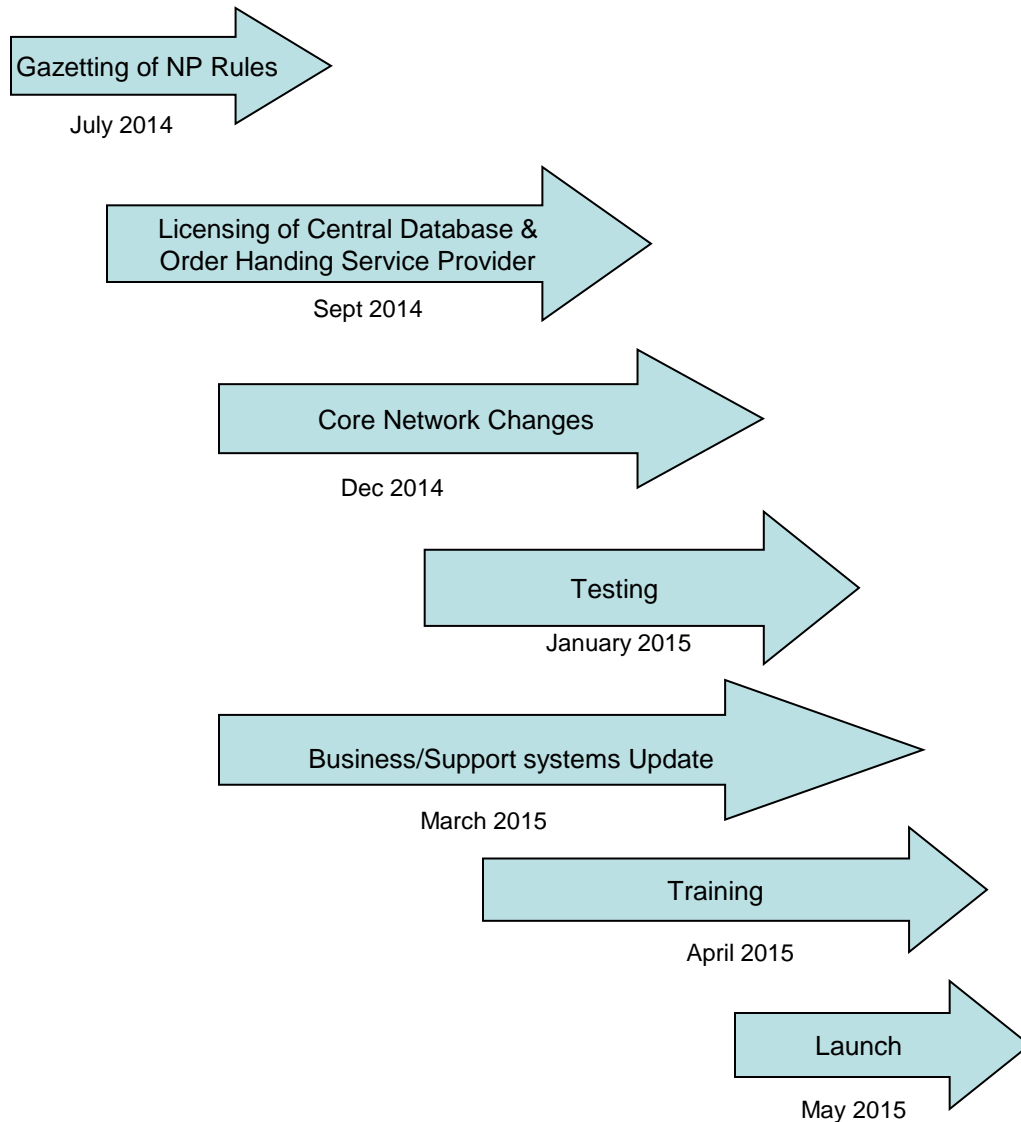 Gazetting of NP Rules
July 2014
Licensing of Central Database &
Order Handing Service Provider
Sept 2014
Core Network Changes
Dec 2014
Testing
January 2015
Business/Support systems Update
March 2015
Training
April 2015
Launch
May 2015